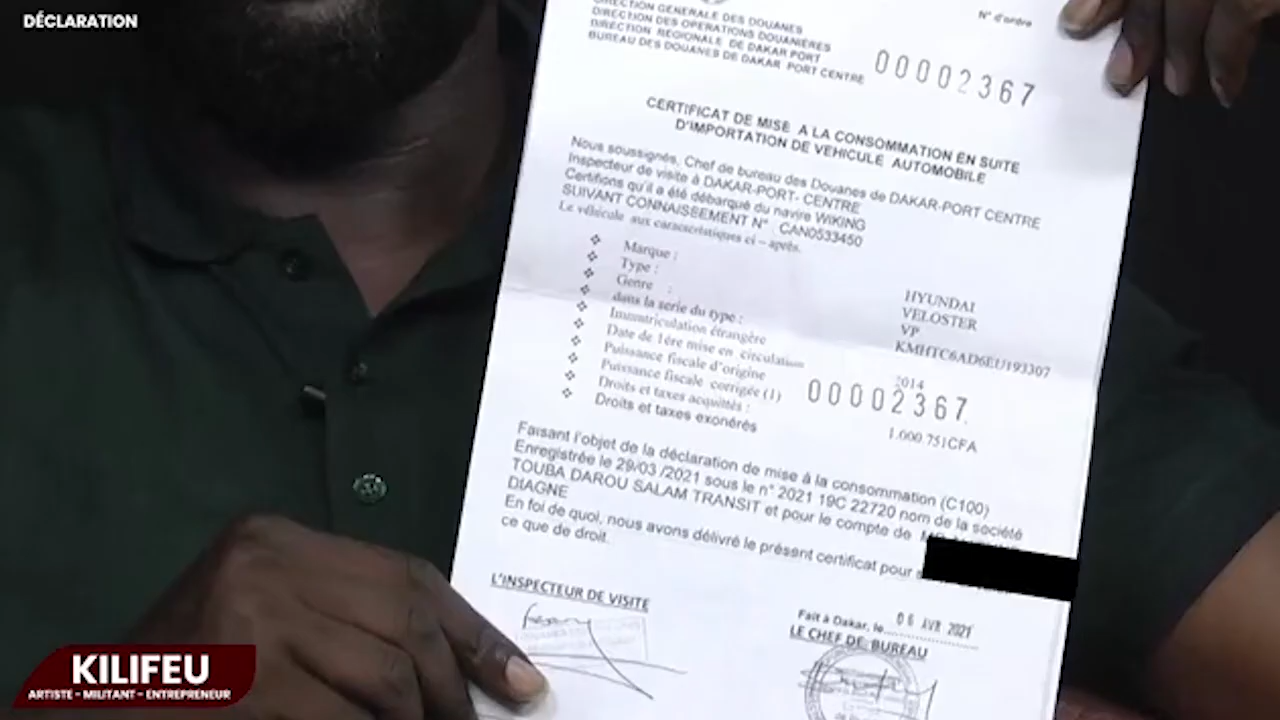 DÉCLARATION
DIRECTION GENERALE DES DOUANES
DIRECTION DES OPERATIONS DOUANIÈRES
DIRECTION REGIONALE DE DAKAR PORT
BUREAU DES DOUANES DE DAKAR PORT CENTRE
N° d'ordre
00002367
CERTIFICAT DE MISE A LA CONSOMMATION EN SUITE
D'IMPORTATION DE VEHICULE AUTOMOBILE
Nous soussignés, Chef de bureau des Douanes de DAKAR-PORT CENTRE
Inspecteur de visite à DAKAR-PORT- CENTRE
Certifions qu'il a été débarqué du navire WIKING
SUIVANT CONNAISSEMENT N° CAN0533450
Le véhicule aux caractéristiques ci – après.
Marque : HYUNDAI
Type : VELOSTER
Genre : VP
dans la serie du type : KMHTC6AD6EU193307
Immatriculation étrangère
Date de 1ère mise en circulation 2014
Puissance fiscale d'origine
Puissance fiscale corrigée (1) 00002367
Droits et taxes acquittés : 1.600.751CFA
Droits et taxes exonérés
Faisant l'objet de la déclaration de mise à la consommation (C100)
Enregistrée le 29/03 /2021 sous le n° 2021 19C 22720 nom de la société
TOUBA DAROU SALAM TRANSIT et pour le compte de
DIAGNE
En foi de quoi, nous avons délivré le présent certificat pour
ce que de droit.
L'INSPECTEUR DE VISITE
Fait à Dakar, le 06 AVR 2021
LE CHEF DE BUREAU
KILIFEU
ARTISTE - MILITANT - ENTREPRENEUR